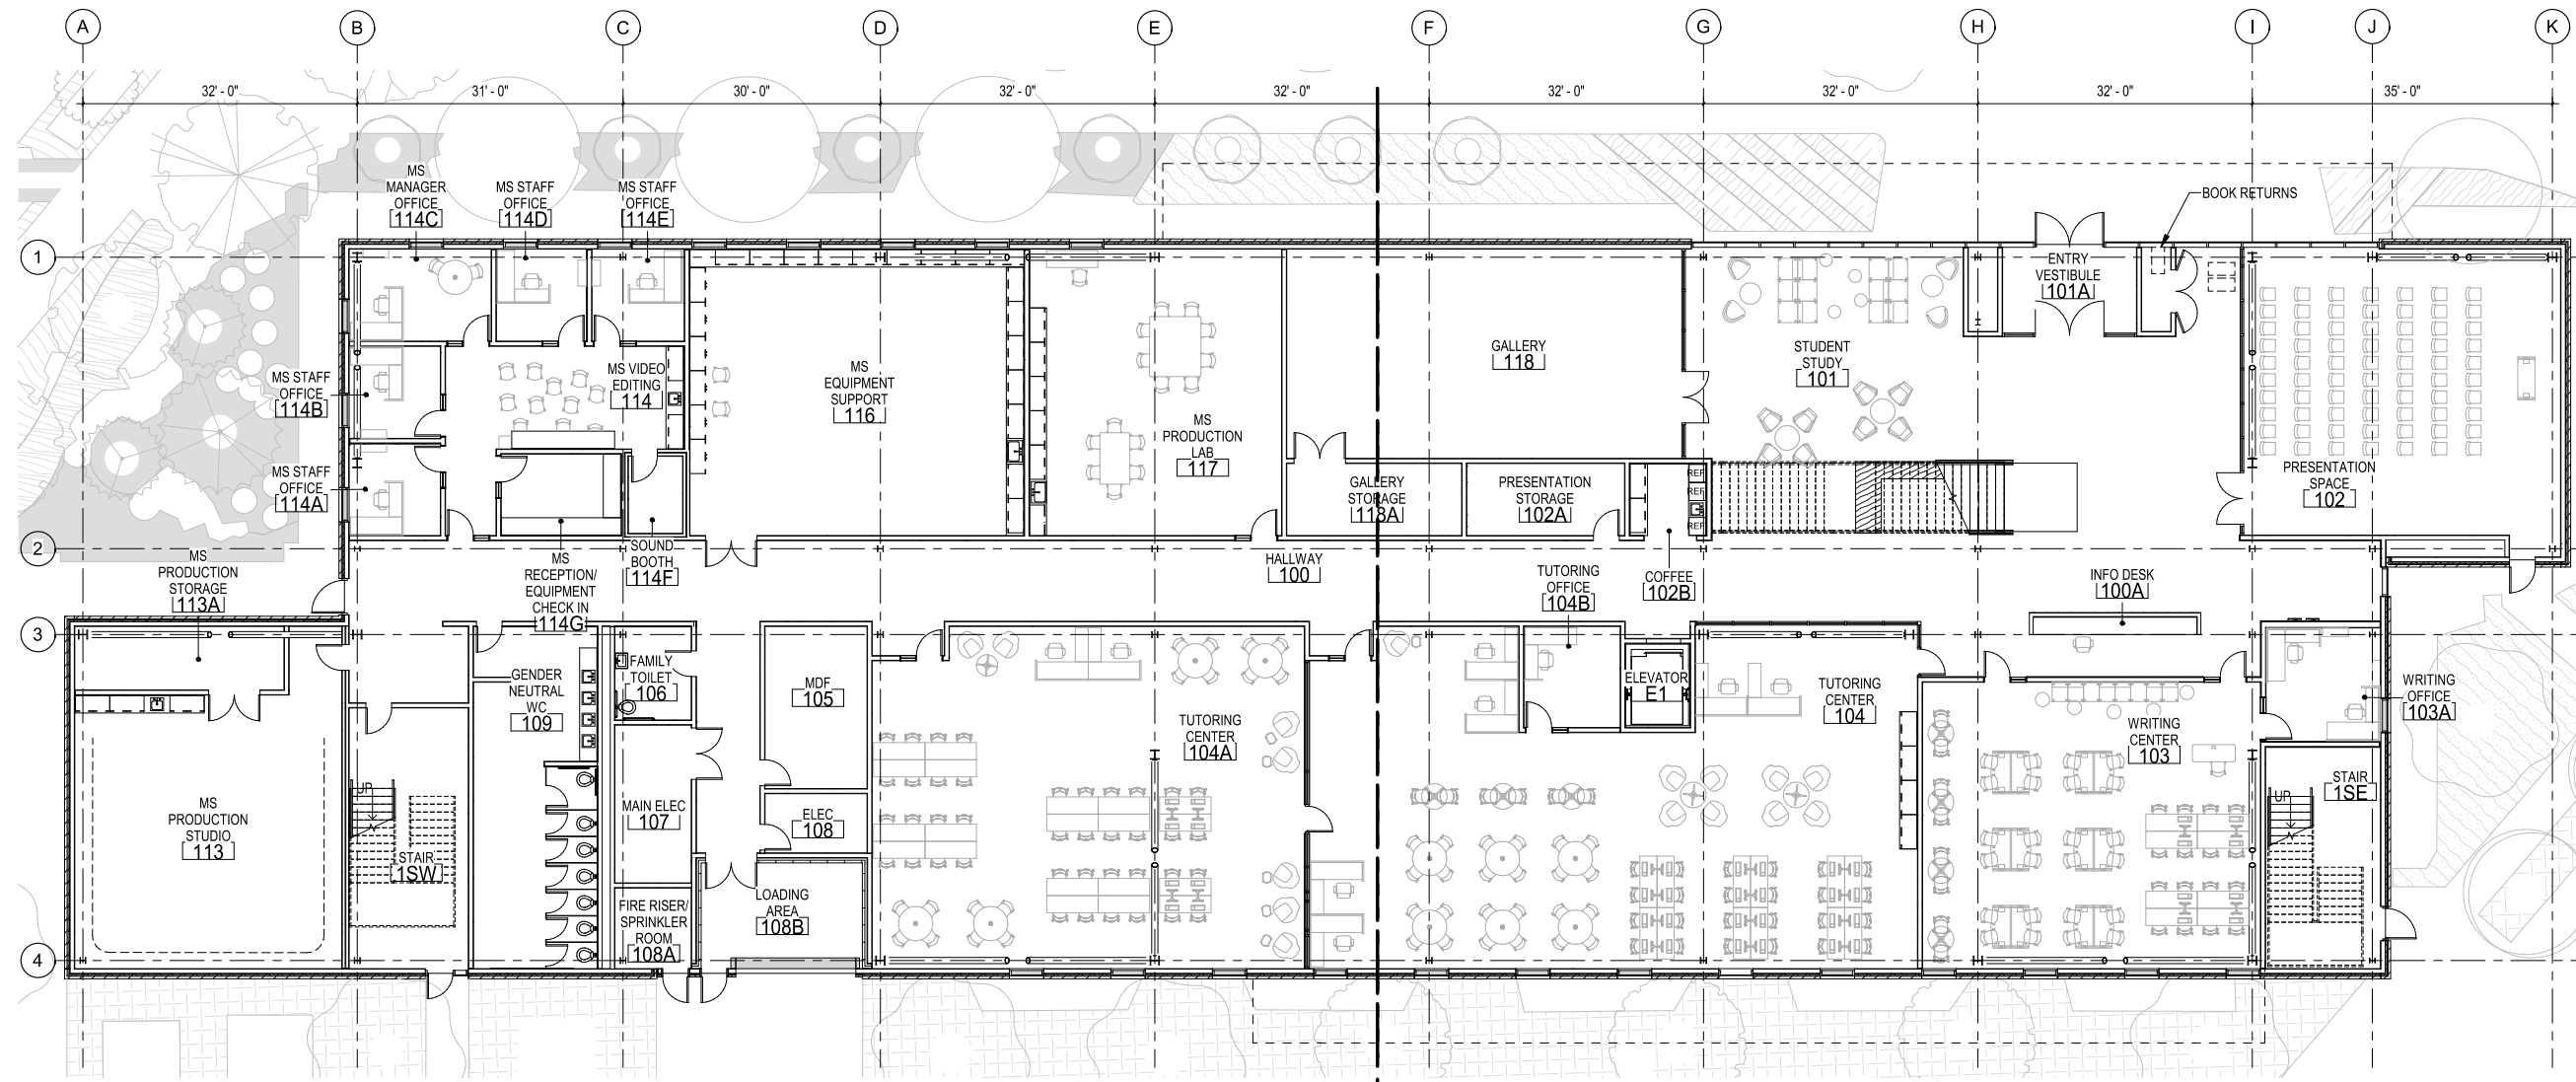 A B C D E F G H I J K
32' - 0" 31' - 0" 30' - 0" 32' - 0" 32' - 0" 32' - 0" 32' - 0" 32' - 0" 35' - 0"
MS
MANAGER
OFFICE
114C
MS STAFF
OFFICE
114D
MS STAFF
OFFICE
114E
BOOK RETURNS
1
ENTRY
VESTIBULE
101A
MS STAFF
OFFICE
114B
MS VIDEO
EDITING
114
MS
EQUIPMENT
SUPPORT
116
MS
PRODUCTION
LAB
117
GALLERY
118
STUDENT
STUDY
101
MS STAFF
OFFICE
114A
GALLERY
STORAGE
118A
PRESENTATION
STORAGE
102A
REF
REF
REF
PRESENTATION
SPACE
102
2
MS
PRODUCTION
STORAGE
113A
MS
RECEPTION/
EQUIPMENT
CHECK IN
114G
SOUND
BOOTH
114F
HALLWAY
100
TUTORING
OFFICE
104B
COFFEE
102B
INFO DESK
100A
3
GENDER
NEUTRAL
WC
109
FAMILY
TOILET
106
MDF
105
TUTORING
CENTER
104A
ELEVATOR
E1
TUTORING
CENTER
104
WRITING
CENTER
103
WRITING
OFFICE
103A
MS
PRODUCTION
STUDIO
113
UP
STAIR
1SW
MAIN ELEC
107
ELEC
108
UP
STAIR
1SE
FIRE RISER/
SPRINKLER
ROOM
108A
LOADING
AREA
108B
4